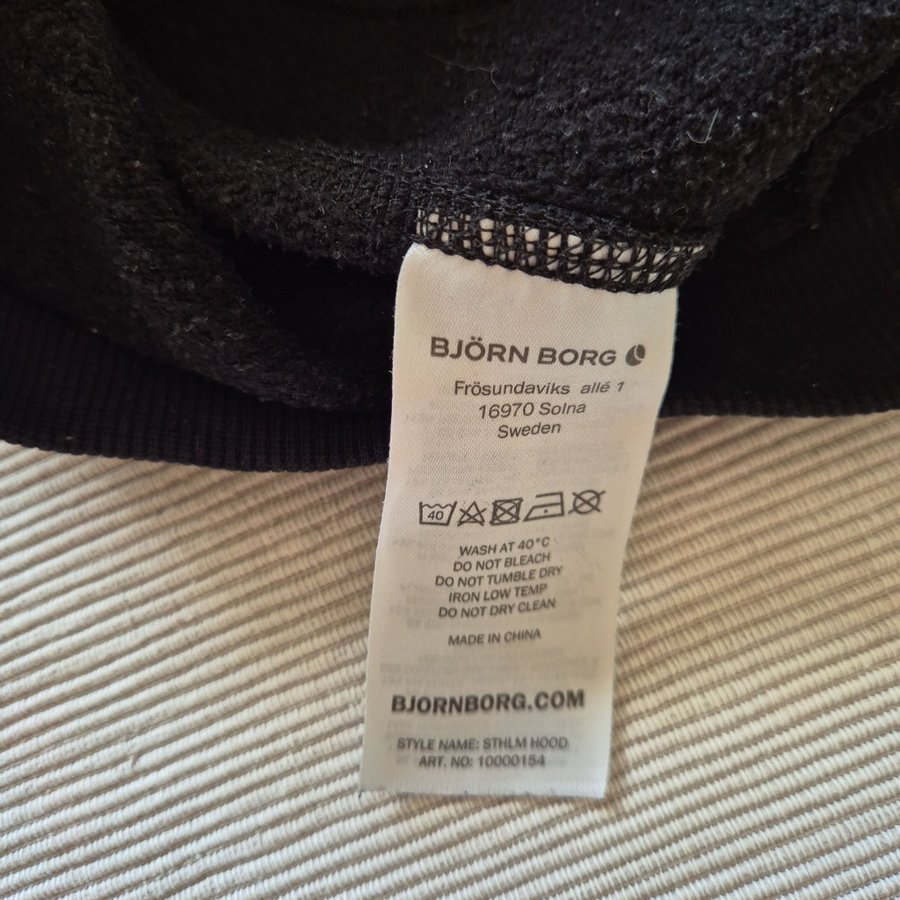 BJÖRN BORG
Frösundaviks allé 1
16970 Solna
Sweden
40
WASH AT 40°C
DO NOT BLEACH
DO NOT TUMBLE DRY
IRON LOW TEMP
DO NOT DRY CLEAN
MADE IN CHINA
BJORNBORG.COM
STYLE NAME: STHLM HOOD
ART. NO: 10000154